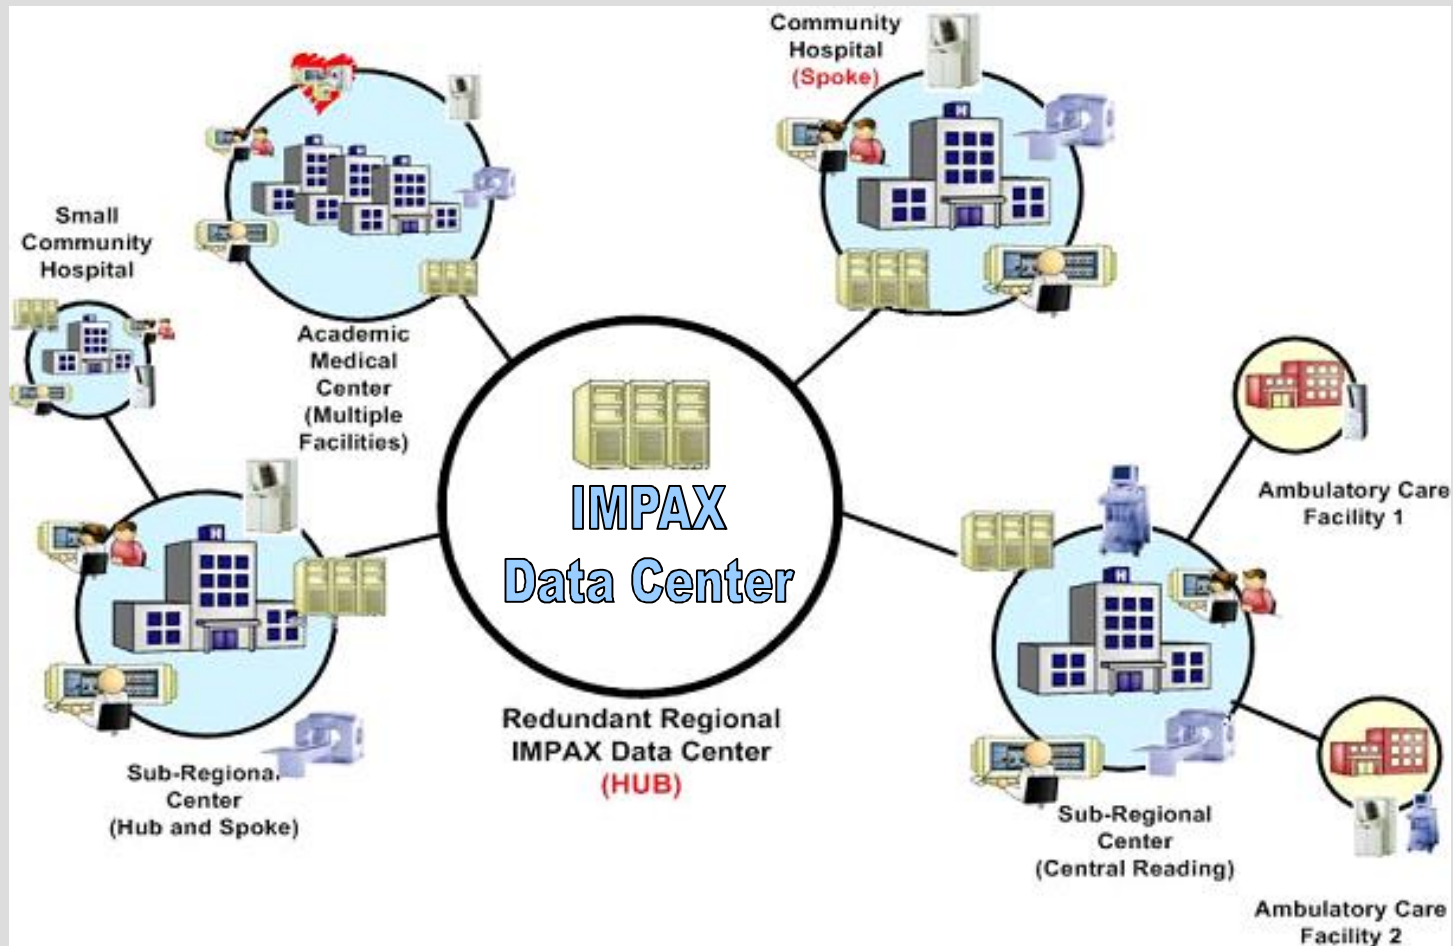 Community
Hospital
(Spoke)
Small
Community
Hospital
Academic
Medical
Center
(Multiple
Facilities)
H
IMPAX
Data Center
Ambulatory Care
Facility 1
H
H
Redundant Regional
IMPAX Data Center
(HUB)
Sub-Regional
Center
(Hub and Spoke)
Sub-Regional
Center
(Central Reading)
Ambulatory Care
Facility 2